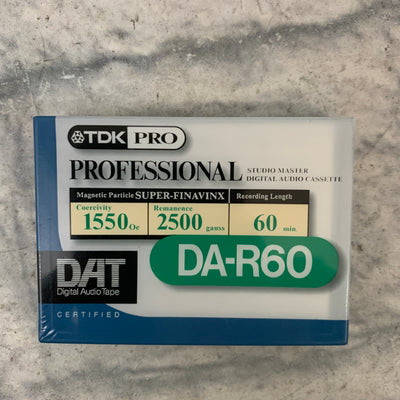 TDK PRO
PROFESSIONAL STUDIO MASTER
DIGITAL AUDIO CASSETTE
Magnetic Particle SUPER-FINAVINX Recording Length
Coercivity Remanence
1550 Oe 2500 gauss 60 min.
DAT DA-R60
Digital Audio Tape
CERTIFIED